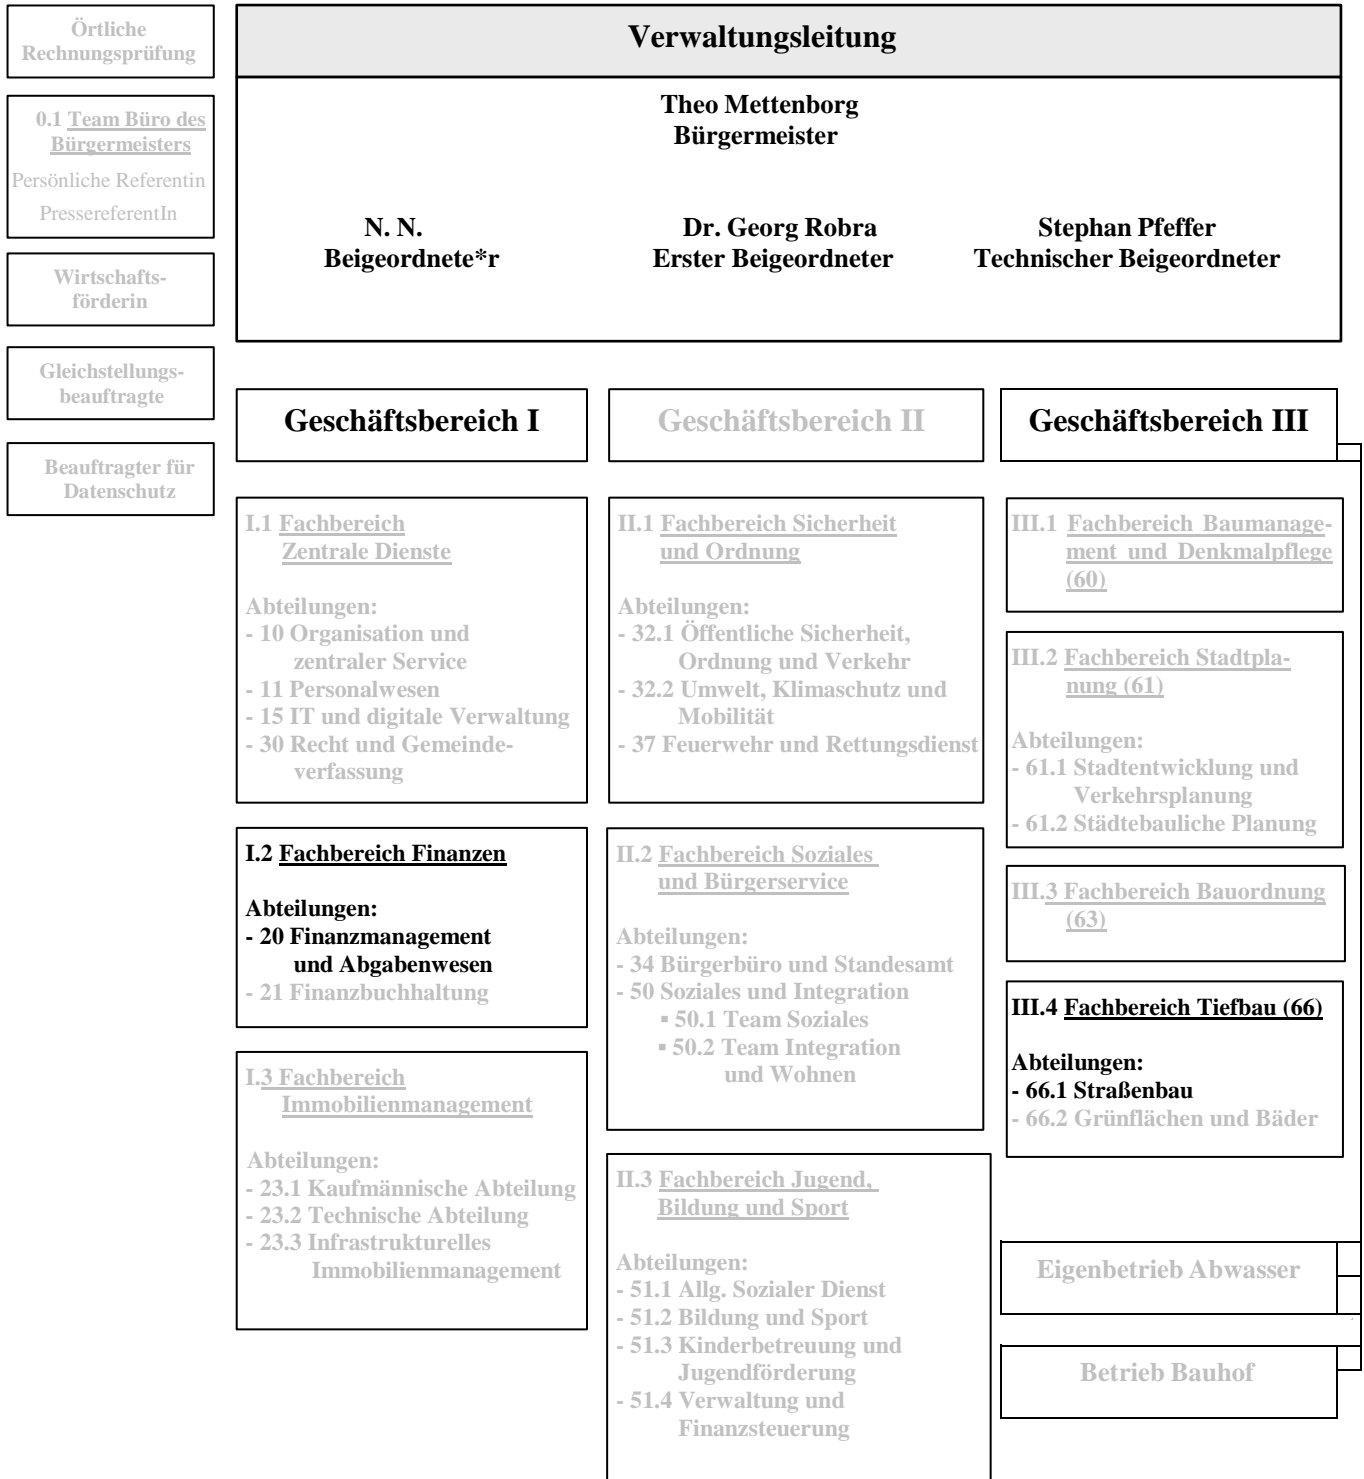 Örtliche
Rechnungsprüfung
0.1 Team Büro des
Bürgermeisters
Persönliche Referentin
PressereferentIn
Wirtschafts-
förderin
Gleichstellungs-
beauftragte
Beauftragter für
Datenschutz
Verwaltungsleitung
Theo Mettenborg
Bürgermeister
N. N.
Beigeordnete*r
Dr. Georg Robra
Erster Beigeordneter
Stephan Pfeffer
Technischer Beigeordneter
Geschäftsbereich I
I.1 Fachbereich
Zentrale Dienste
Abteilungen:
- 10 Organisation und
zentraler Service
- 11 Personalwesen
- 15 IT und digitale Verwaltung
- 30 Recht und Gemeinde-
verfassung
I.2 Fachbereich Finanzen
Abteilungen:
- 20 Finanzmanagement
und Abgabenwesen
- 21 Finanzbuchhaltung
I.3 Fachbereich
Immobilienmanagement
Abteilungen:
- 23.1 Kaufmännische Abteilung
- 23.2 Technische Abteilung
- 23.3 Infrastrukturelles
Immobilienmanagement
Geschäftsbereich II
II.1 Fachbereich Sicherheit
und Ordnung
Abteilungen:
- 32.1 Öffentliche Sicherheit,
Ordnung und Verkehr
- 32.2 Umwelt, Klimaschutz und
Mobilität
- 37 Feuerwehr und Rettungsdienst
II.2 Fachbereich Soziales
und Bürgerservice
Abteilungen:
- 34 Bürgerbüro und Standesamt
- 50 Soziales und Integration
▪ 50.1 Team Soziales
▪ 50.2 Team Integration
und Wohnen
II.3 Fachbereich Jugend,
Bildung und Sport
Abteilungen:
- 51.1 Allg. Sozialer Dienst
- 51.2 Bildung und Sport
- 51.3 Kinderbetreuung und
Jugendförderung
- 51.4 Verwaltung und
Finanzsteuerung
Geschäftsbereich III
III.1 Fachbereich Baumanage-
ment und Denkmalpflege
(60)
III.2 Fachbereich Stadtpla-
nung (61)
Abteilungen:
- 61.1 Stadtentwicklung und
Verkehrsplanung
- 61.2 Städtebauliche Planung
III.3 Fachbereich Bauordnung
(63)
III.4 Fachbereich Tiefbau (66)
Abteilungen:
- 66.1 Straßenbau
- 66.2 Grünflächen und Bäder
Eigenbetrieb Abwasser
Betrieb Bauhof